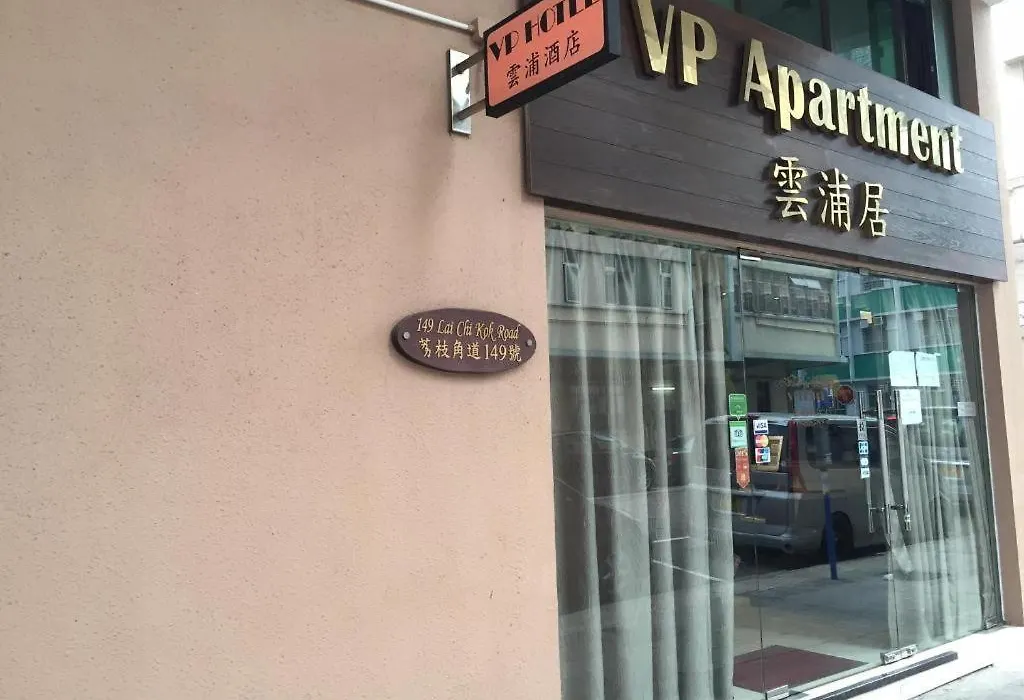 VP HOTEL
雲浦酒店
VP Apartment
雲浦居
149 Lai Chi Kok Road
荔枝角道149號
VISA